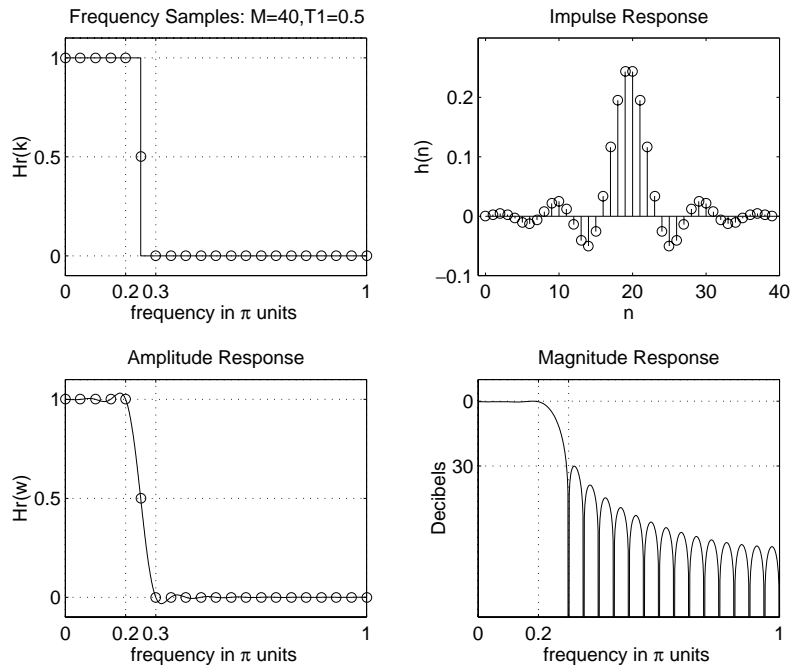 Frequency Samples: M=40,T1=0.5
1
0.5
0
Hr(k)
0 0.2 0.3 1
frequency in π units
Impulse Response
0.2
0.1
0
−0.1
h(n)
0 10 20 30 40
n
Amplitude Response
1
0.5
0
Hr(w)
0 0.2 0.3 1
frequency in π units
Magnitude Response
0
30
Decibels
0 0.2 1
frequency in π units